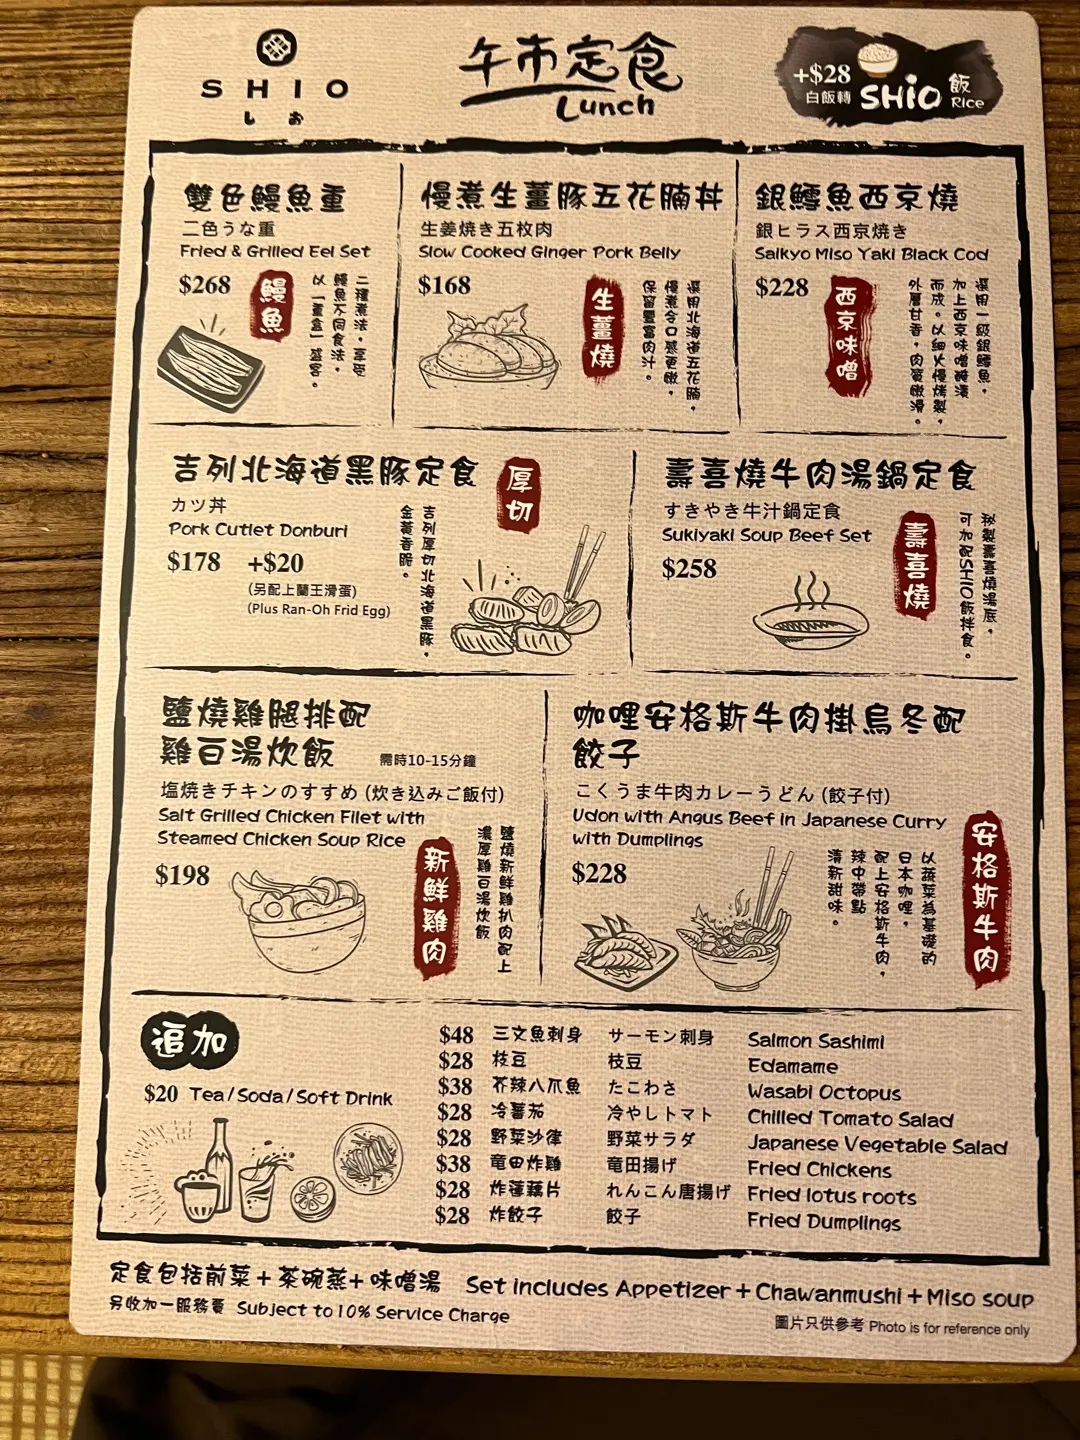 SHIO
しお
午市定食
Lunch
+$28
白飯轉
SHIO
飯
Rice
雙色鰻魚重
二色うな重
Fried & Grilled Eel Set
$268
鰻魚
二種煮法，享受
鰻魚不同食法，
以「重盒」盛客。
慢煮生薑豚五花腩丼
生姜焼き五枚肉
Slow Cooked Ginger Pork Belly
$168
生薑燒
選用北海道五花腩，
慢煮令口感更嫩，
保留豐富肉汁。
銀鱈魚西京燒
銀ヒラス西京焼き
Saikyo Miso Yaki Black Cod
$228
西京味噌
選用一級銀鱈魚，
加上西京味噌醃漬
而成。以細火慢烤製，
外層甘香，肉質嫩滑。
吉列北海道黑豚定食
カツ丼
Pork Cutlet Donburi
$178 +$20
(另配上蘭王滑蛋)
(Plus Ran-Oh Frid Egg)
厚切
吉列厚切北海道黑豚，
金黃香脆。
壽喜燒牛肉湯鍋定食
すきやき牛汁鍋定食
Sukiyaki Soup Beef Set
$258
壽喜燒
秘製壽喜燒湯底，
可加配SHIO飯拌食。
鹽燒雞腿排配
雞白湯炊飯
需時10-15分鐘
塩焼きチキンのすすめ (炊き込みご飯付)
Salt Grilled Chicken Filet with
Steamed Chicken Soup Rice
$198
新鮮雞肉
鹽燒新鮮雞扒肉配上
濃厚雞白湯炊飯
咖哩安格斯牛肉掛烏冬配
餃子
こくうま牛肉カレーうどん (餃子付)
Udon with Angus Beef in Japanese Curry
with Dumplings
$228
安格斯牛肉
以蔬菜為基礎的
日本咖哩，
配上安格斯牛肉，
辣中帶點
清新甜味。
追加
$20 Tea/Soda/Soft Drink
$48 三文魚刺身 サーモン刺身 Salmon Sashimi
$28 枝豆 枝豆 Edamame
$38 芥辣八爪魚 たこわさ Wasabi Octopus
$28 冷蕃茄 冷やしトマト Chilled Tomato Salad
$28 野菜沙律 野菜サラダ Japanese Vegetable Salad
$38 竜田炸雞 竜田揚げ Fried Chickens
$28 炸蓮藕片 れんこん唐揚げ Fried lotus roots
$28 炸餃子 餃子 Fried Dumplings
定食包括前菜＋茶碗蒸＋味噌湯 Set includes Appetizer＋Chawanmushi＋Miso soup
另收加一服務費 Subject to 10% Service Charge
圖片只供參考 Photo is for reference only